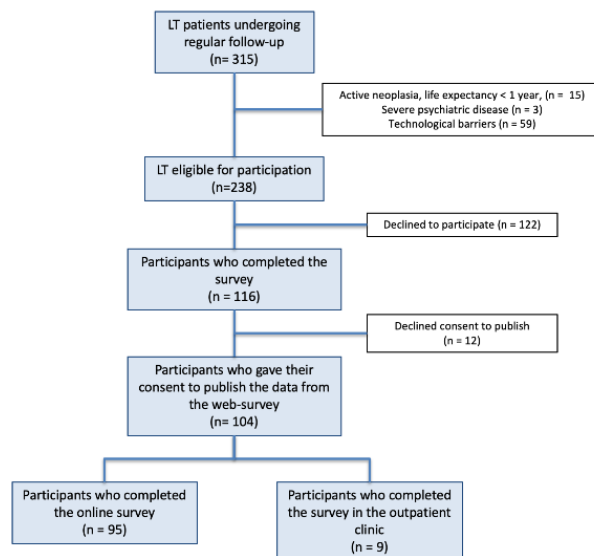 LT patients undergoing
regular follow-up
(n= 315)
Active neoplasia, life expectancy < 1 year, (n = 15)
Severe psychiatric disease (n = 3)
Technological barriers (n = 59)
LT eligible for participation
(n=238)
Declined to participate (n = 122)
Participants who completed the
survey
(n = 116)
Declined consent to publish
(n = 12)
Participants who gave their
consent to publish the data from
the web-survey
(n= 104)
Participants who completed
the online survey
n = 95)
Participants who completed
the survey in the outpatient
clinic
(n = 9)